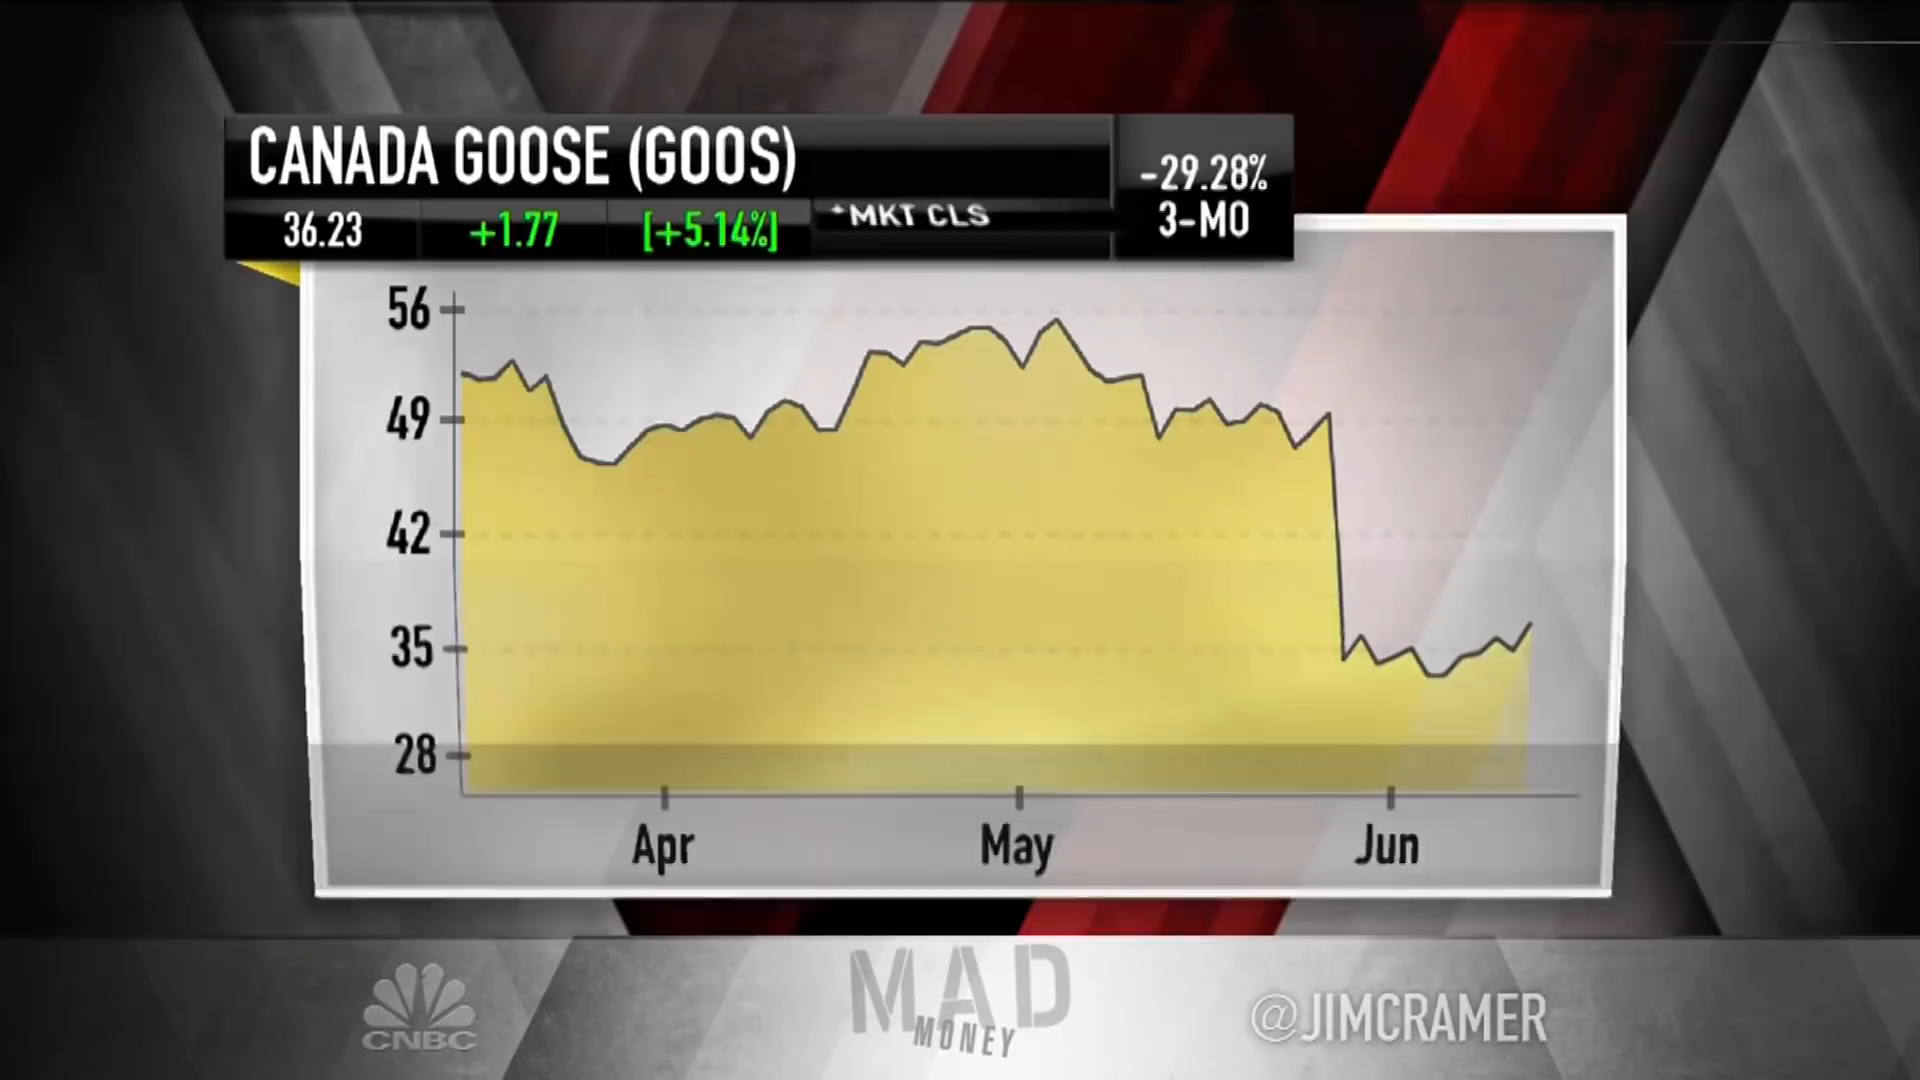 CANADA GOOSE (GOOS)
36.23 +1.77 [+5.14%] *MKT CLS
-29.28%
3-MO
56
49
42
35
28
Apr May Jun
CNBC
MAD
MONEY
@JIMCRAMER